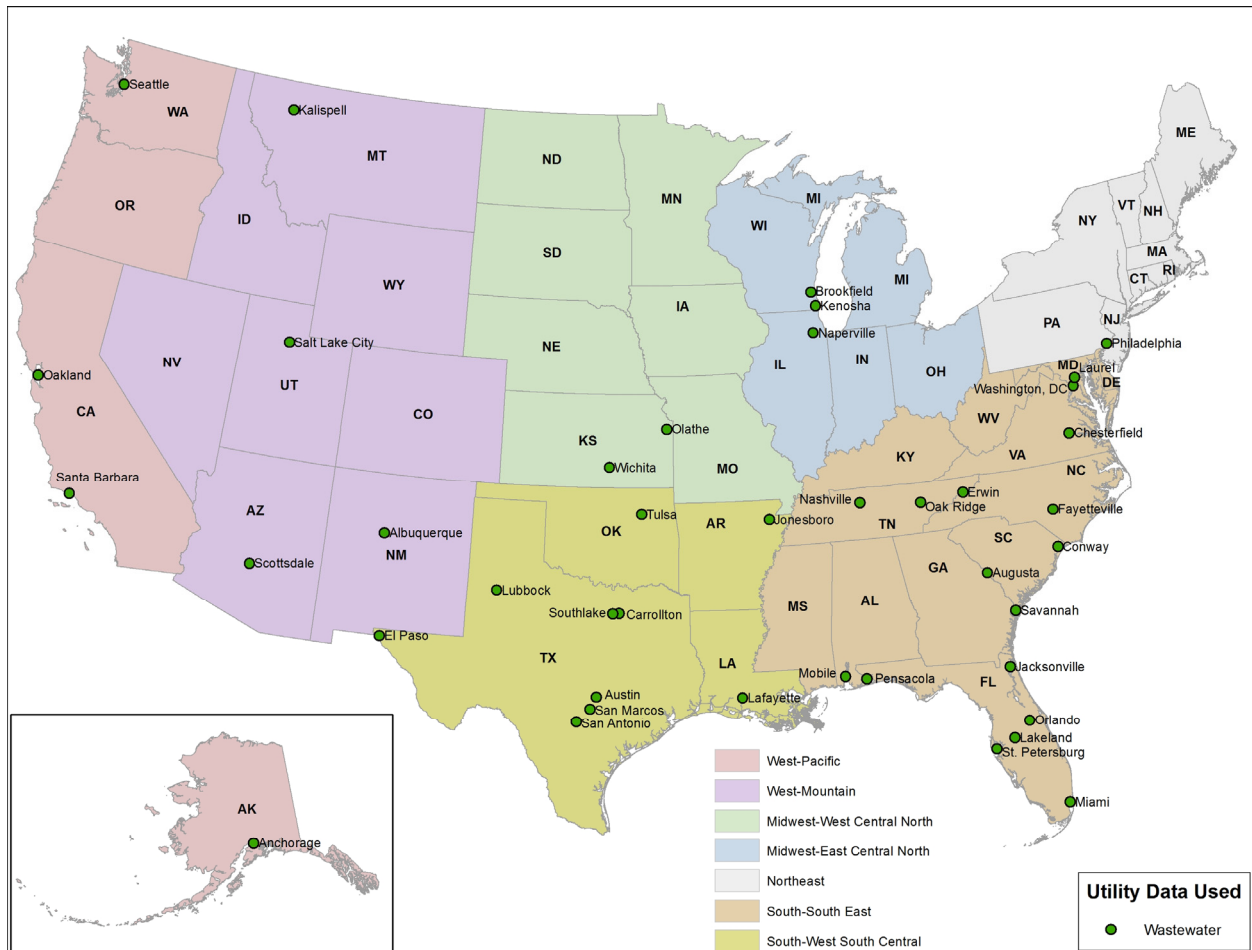 Seattle
WA
Kalispell
MT
ND
MN
ME
OR
ID
MI
WI
VT
NH
NY
SD
MA
WY
MI
CT
RI
Brookfield
Kenosha
IA
Naperville
PA
NJ
Philadelphia
NE
Salt Lake City
NV
UT
IL
IN
OH
MD
Laurel
DE
Washington, DC
Oakland
CA
CO
Olathe
WV
Chesterfield
KS
Wichita
MO
KY
VA
NC
Santa Barbara
Nashville
Erwin
Oak Ridge
Fayetteville
AZ
Albuquerque
NM
Tulsa
OK
AR
Jonesboro
TN
SC
Conway
Scottsdale
GA
Augusta
Lubbock
MS
AL
Southlake
Carrollton
Savannah
El Paso
TX
LA
Mobile
Pensacola
FL
Jacksonville
Austin
San Marcos
San Antonio
Lafayette
Orlando
Lakeland
St. Petersburg
Miami
AK
Anchorage
West-Pacific
West-Mountain
Midwest-West Central North
Midwest-East Central North
Northeast
South-South East
South-West South Central
Utility Data Used
Wastewater